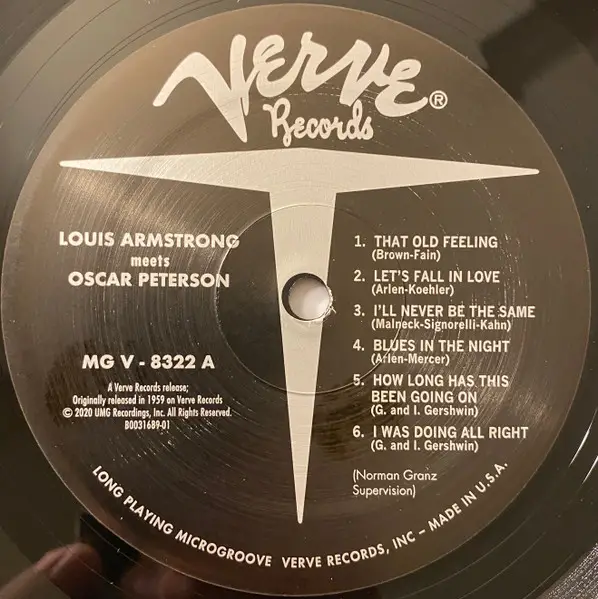 VERVE®
Records
LOUIS ARMSTRONG
meets
OSCAR PETERSON
MG V - 8322 A
A Verve Records release;
Originally released in 1959 on Verve Records
© 2020 UMG Recordings, Inc. All Rights Reserved.
B0031689-01
1. THAT OLD FEELING
(Brown-Fain)
2. LET'S FALL IN LOVE
(Arlen-Koehler)
3. I'LL NEVER BE THE SAME
(Malneck-Signorelli-Kahn)
4. BLUES IN THE NIGHT
(Arlen-Mercer)
5. HOW LONG HAS THIS
BEEN GOING ON
(G. and I. Gershwin)
6. I WAS DOING ALL RIGHT
(G. and I. Gershwin)
(Norman Granz
Supervision)
LONG PLAYING MICROGROOVE VERVE RECORDS, INC – MADE IN U.S.A.